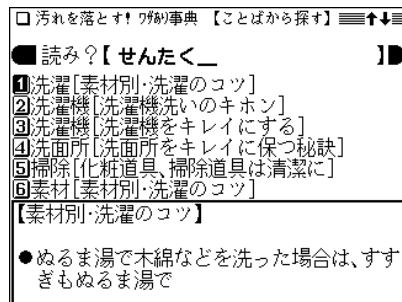 汚れを落とす! ワザあり事典 【ことばから探す】
読み?【せんたく_ 】
1洗濯[素材別·洗濯のコツ]
2洗濯機[洗濯機洗いのキホン]
3洗濯機[洗濯機をキレイにする]
4洗面所[洗面所をキレイに保つ秘訣]
5掃除[化粧道具、掃除道具は清潔に]
6素材[素材別·洗濯のコツ]
【素材別·洗濯のコツ】
●ぬるま湯で木綿などを洗った場合は、すす
ぎもぬるま湯で